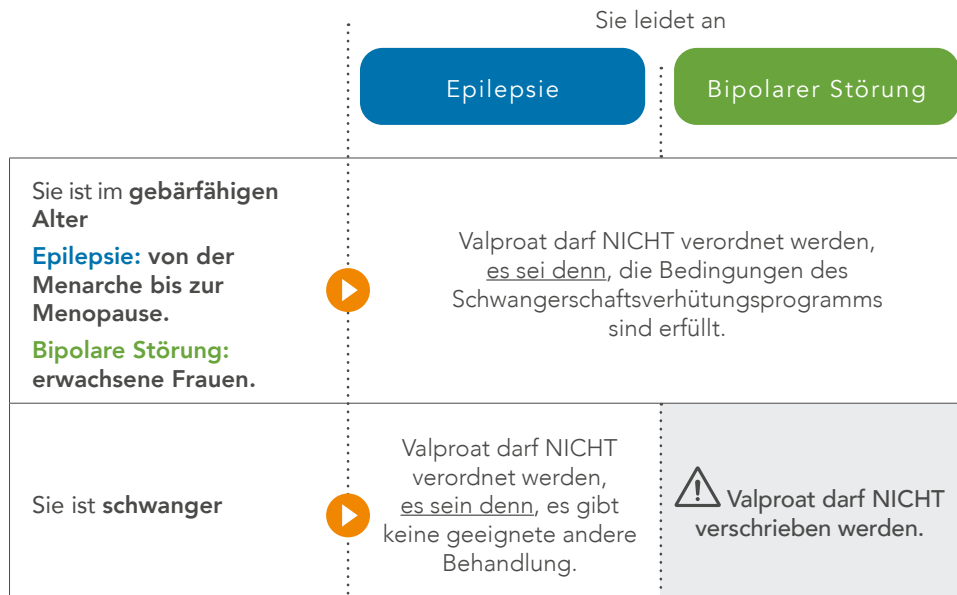 Sie leidet an
Epilepsie
Bipolarer Störung
Sie ist im gebärfähigen
Alter
Epilepsie: von der
Menarche bis zur
Menopause.
Bipolare Störung:
erwachsene Frauen.
Valproat darf NICHT verordnet werden,
es sei denn, die Bedingungen des
Schwangerschaftsverhütungsprogramms
sind erfüllt.
Sie ist schwanger
Valproat darf NICHT
verordnet werden,
es sein denn, es gibt
keine geeignete andere
Behandlung.
Valproat darf NICHT
verschrieben werden.